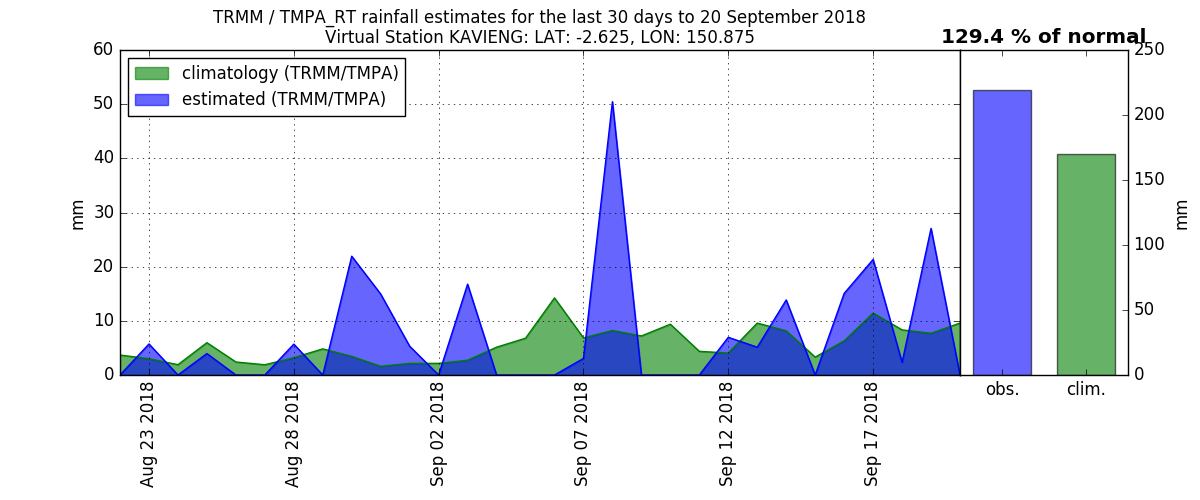 TRMM / TMPA_RT rainfall estimates for the last 30 days to 20 September 2018
Virtual Station KAVIENG: LAT: -2.625, LON: 150.875
129.4 % of normal
climatology (TRMM/TMPA)
estimated (TRMM/TMPA)
60
50
40
30
20
10
0
mm
Aug 23 2018
Aug 28 2018
Sep 02 2018
Sep 07 2018
Sep 12 2018
Sep 17 2018
250
200
150
100
50
0
mm
obs.
clim.